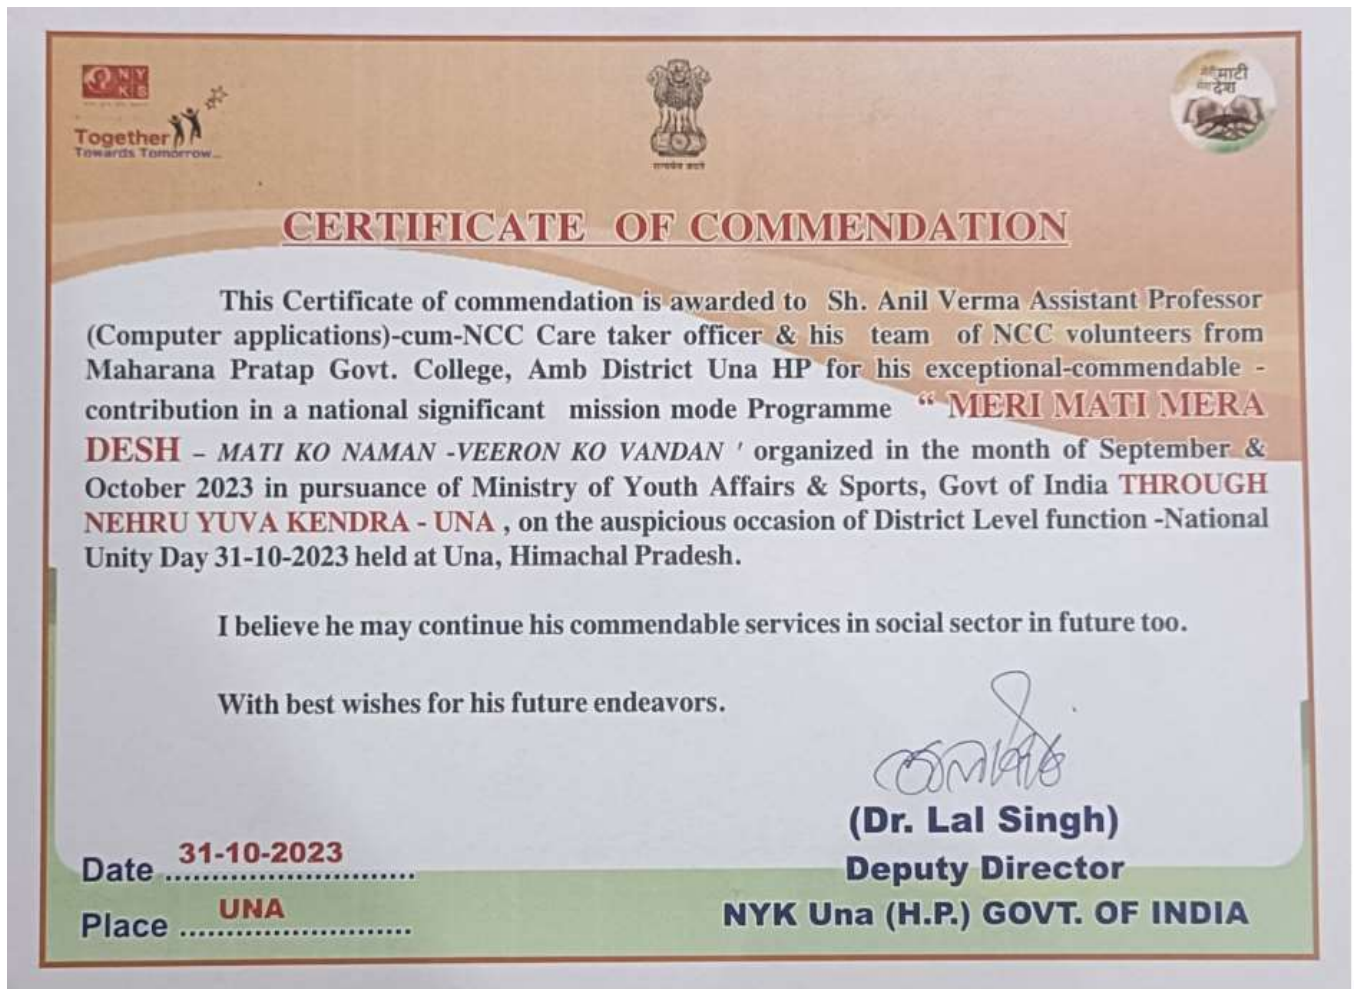 NY
KS
Together
Towards Tomorrow...
सत्यमेव जयते
माटी
देश
CERTIFICATE OF COMMENDATION
This Certificate of commendation is awarded to Sh. Anil Verma Assistant Professor
(Computer applications)-cum-NCC Care taker officer & his team of NCC volunteers from
Maharana Pratap Govt. College, Amb District Una HP for his exceptional-commendable -
contribution in a national significant mission mode Programme “ MERI MATI MERA
DESH – MATI KO NAMAN -VEERON KO VANDAN ' organized in the month of September &
October 2023 in pursuance of Ministry of Youth Affairs & Sports, Govt of India THROUGH
NEHRU YUVA KENDRA - UNA , on the auspicious occasion of District Level function -National
Unity Day 31-10-2023 held at Una, Himachal Pradesh.
I believe he may continue his commendable services in social sector in future too.
With best wishes for his future endeavors.
(Dr. Lal Singh)
Deputy Director
NYK Una (H.P.) GOVT. OF INDIA
Date 31-10-2023
Place UNA